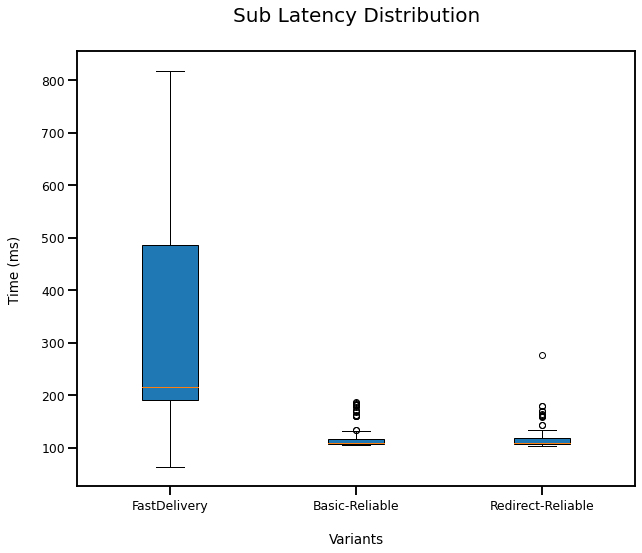 Sub Latency Distribution
Time (ms)
800
700
600
500
400
300
200
100
FastDelivery
Basic-Reliable
Redirect-Reliable
Variants